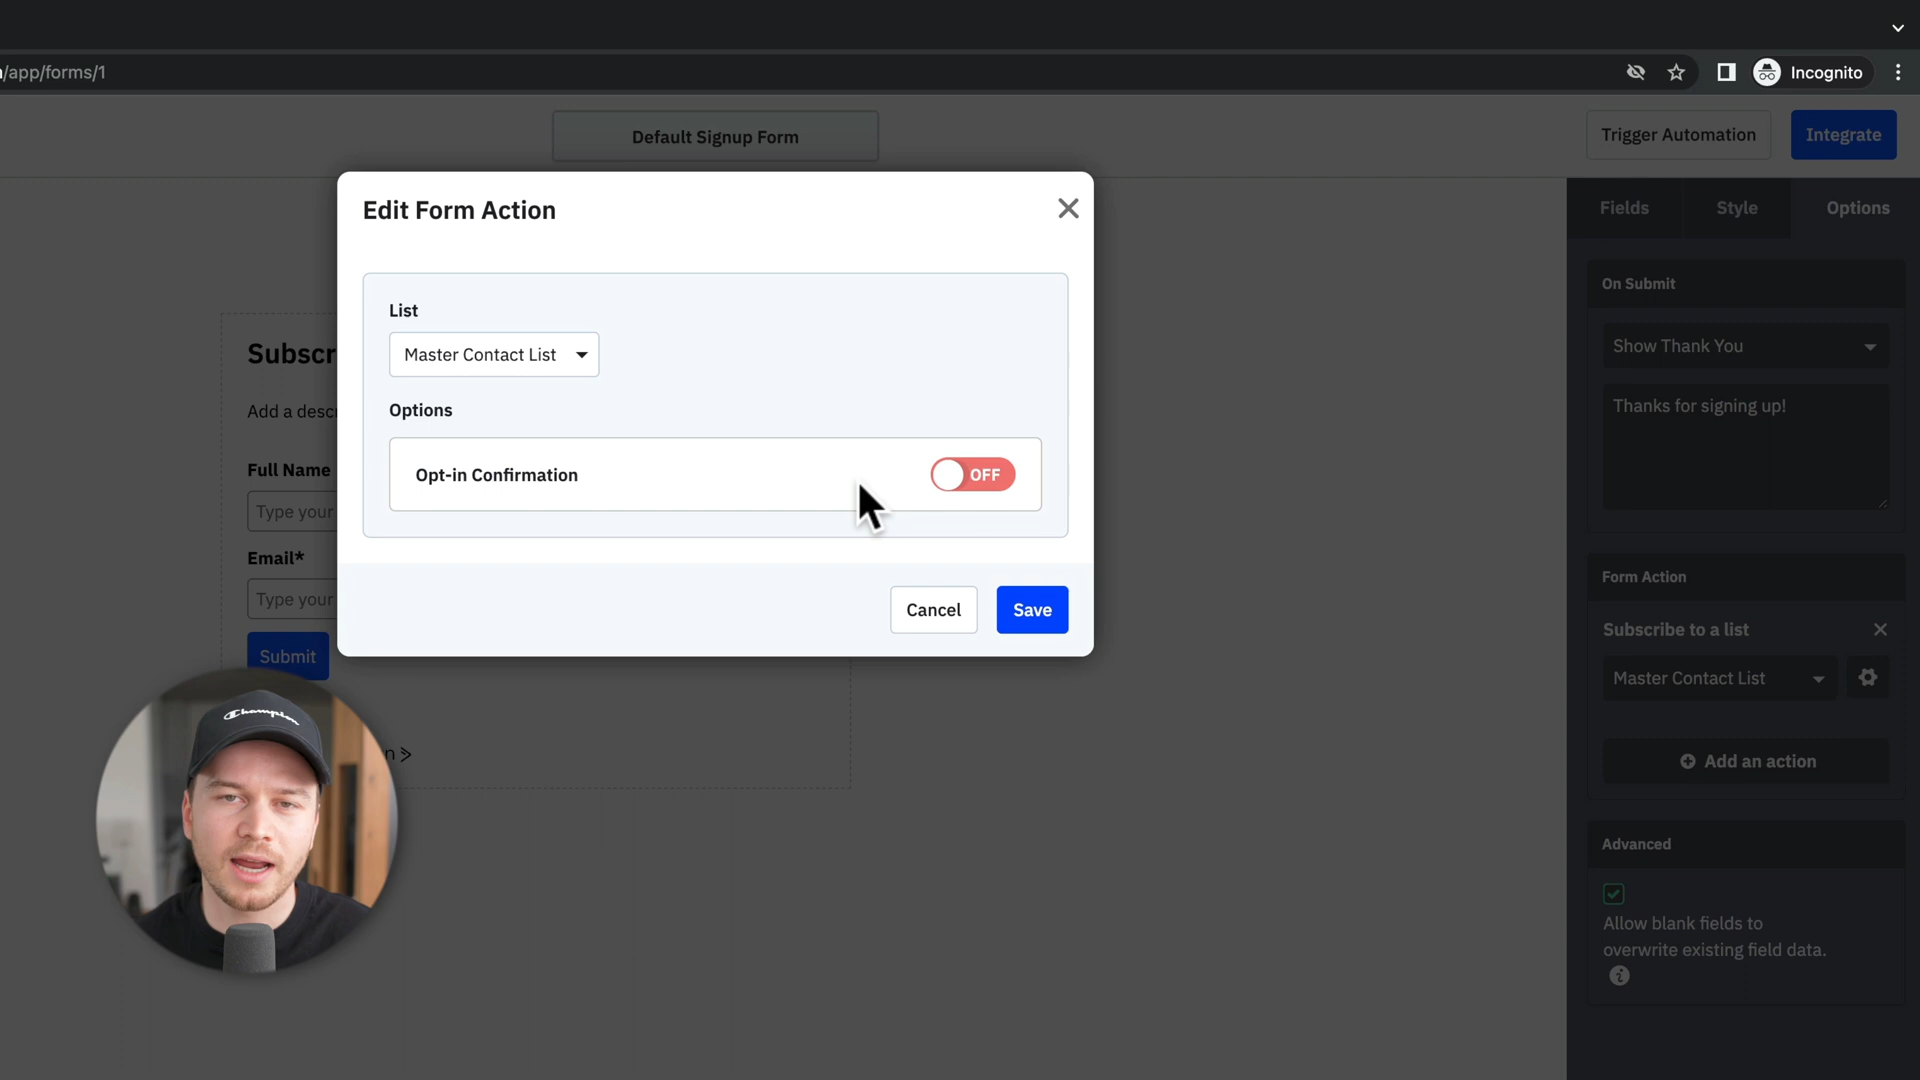 /app/forms/1
Incognito
Default Signup Form
Trigger Automation
Integrate
Edit Form Action
List
Master Contact List
Options
Opt-in Confirmation
OFF
Cancel
Save
Subscr
Add a desc
Full Name
Type your
Email*
Type your
Submit
n >
Champion
Fields
Style
Options
On Submit
Show Thank You
Thanks for signing up!
Form Action
Subscribe to a list
Master Contact List
Add an action
Advanced
Allow blank fields to
overwrite existing field data.